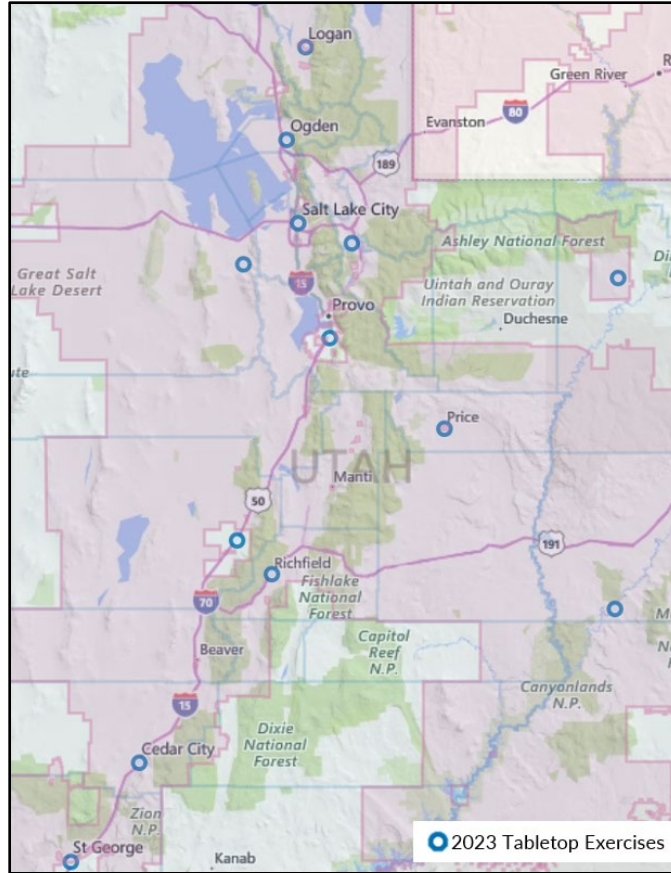 Logan
Green River
R
80
Evanston
Ogden
189
Salt Lake City
Ashley National Forest
Great Salt
Lake Desert
Di
15
Uintah and Ouray
Indian Reservation
Provo
Duchesne
ute
Price
UTAH
Manti
50
191
Richfield
Fishlake
National
Forest
70
M
N
Beaver
Capitol
Reef
N.P.
Canyonlands
N.P.
15
Dixie
National
Forest
Cedar City
Zion
N.P.
St George
Kanab
2023 Tabletop Exercises